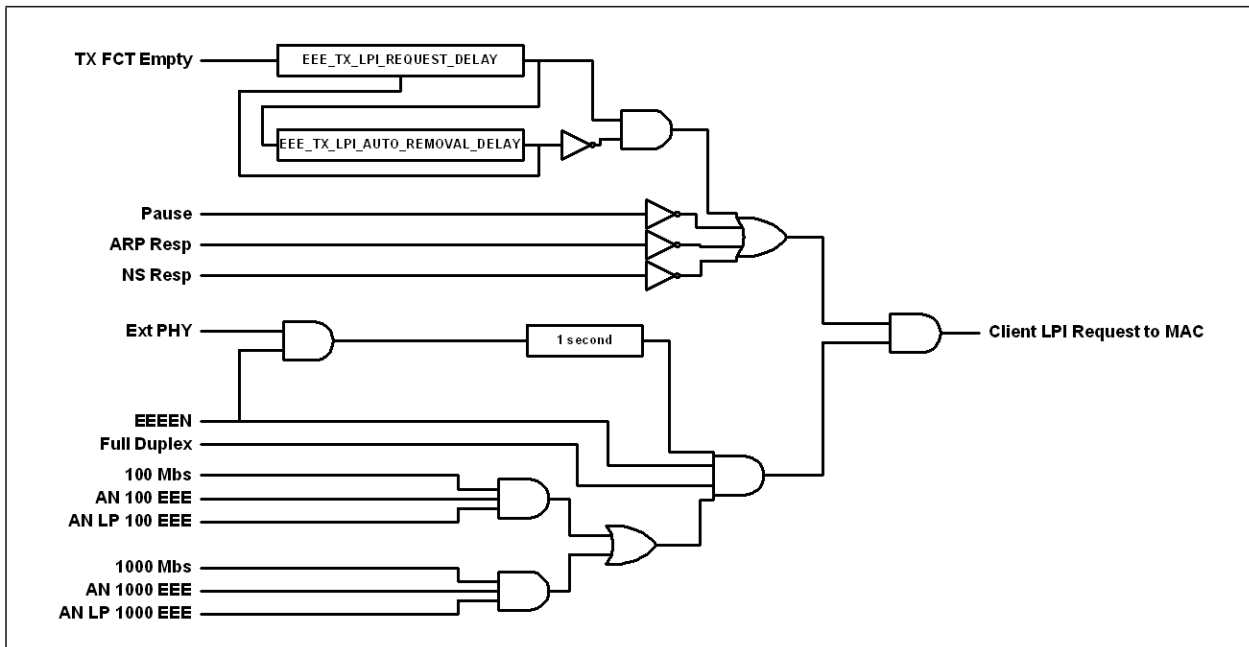 TX FCT Empty
EEE_TX_LPI_REQUEST_DELAY
EEE_TX_LPI_AUTO_REMOVAL_DELAY
Pause
ARP Resp
NS Resp
Ext PHY
1 second
Client LPI Request to MAC
EEEEN
Full Duplex
100 Mbs
AN 100 EEE
AN LP 100 EEE
1000 Mbs
AN 1000 EEE
AN LP 1000 EEE